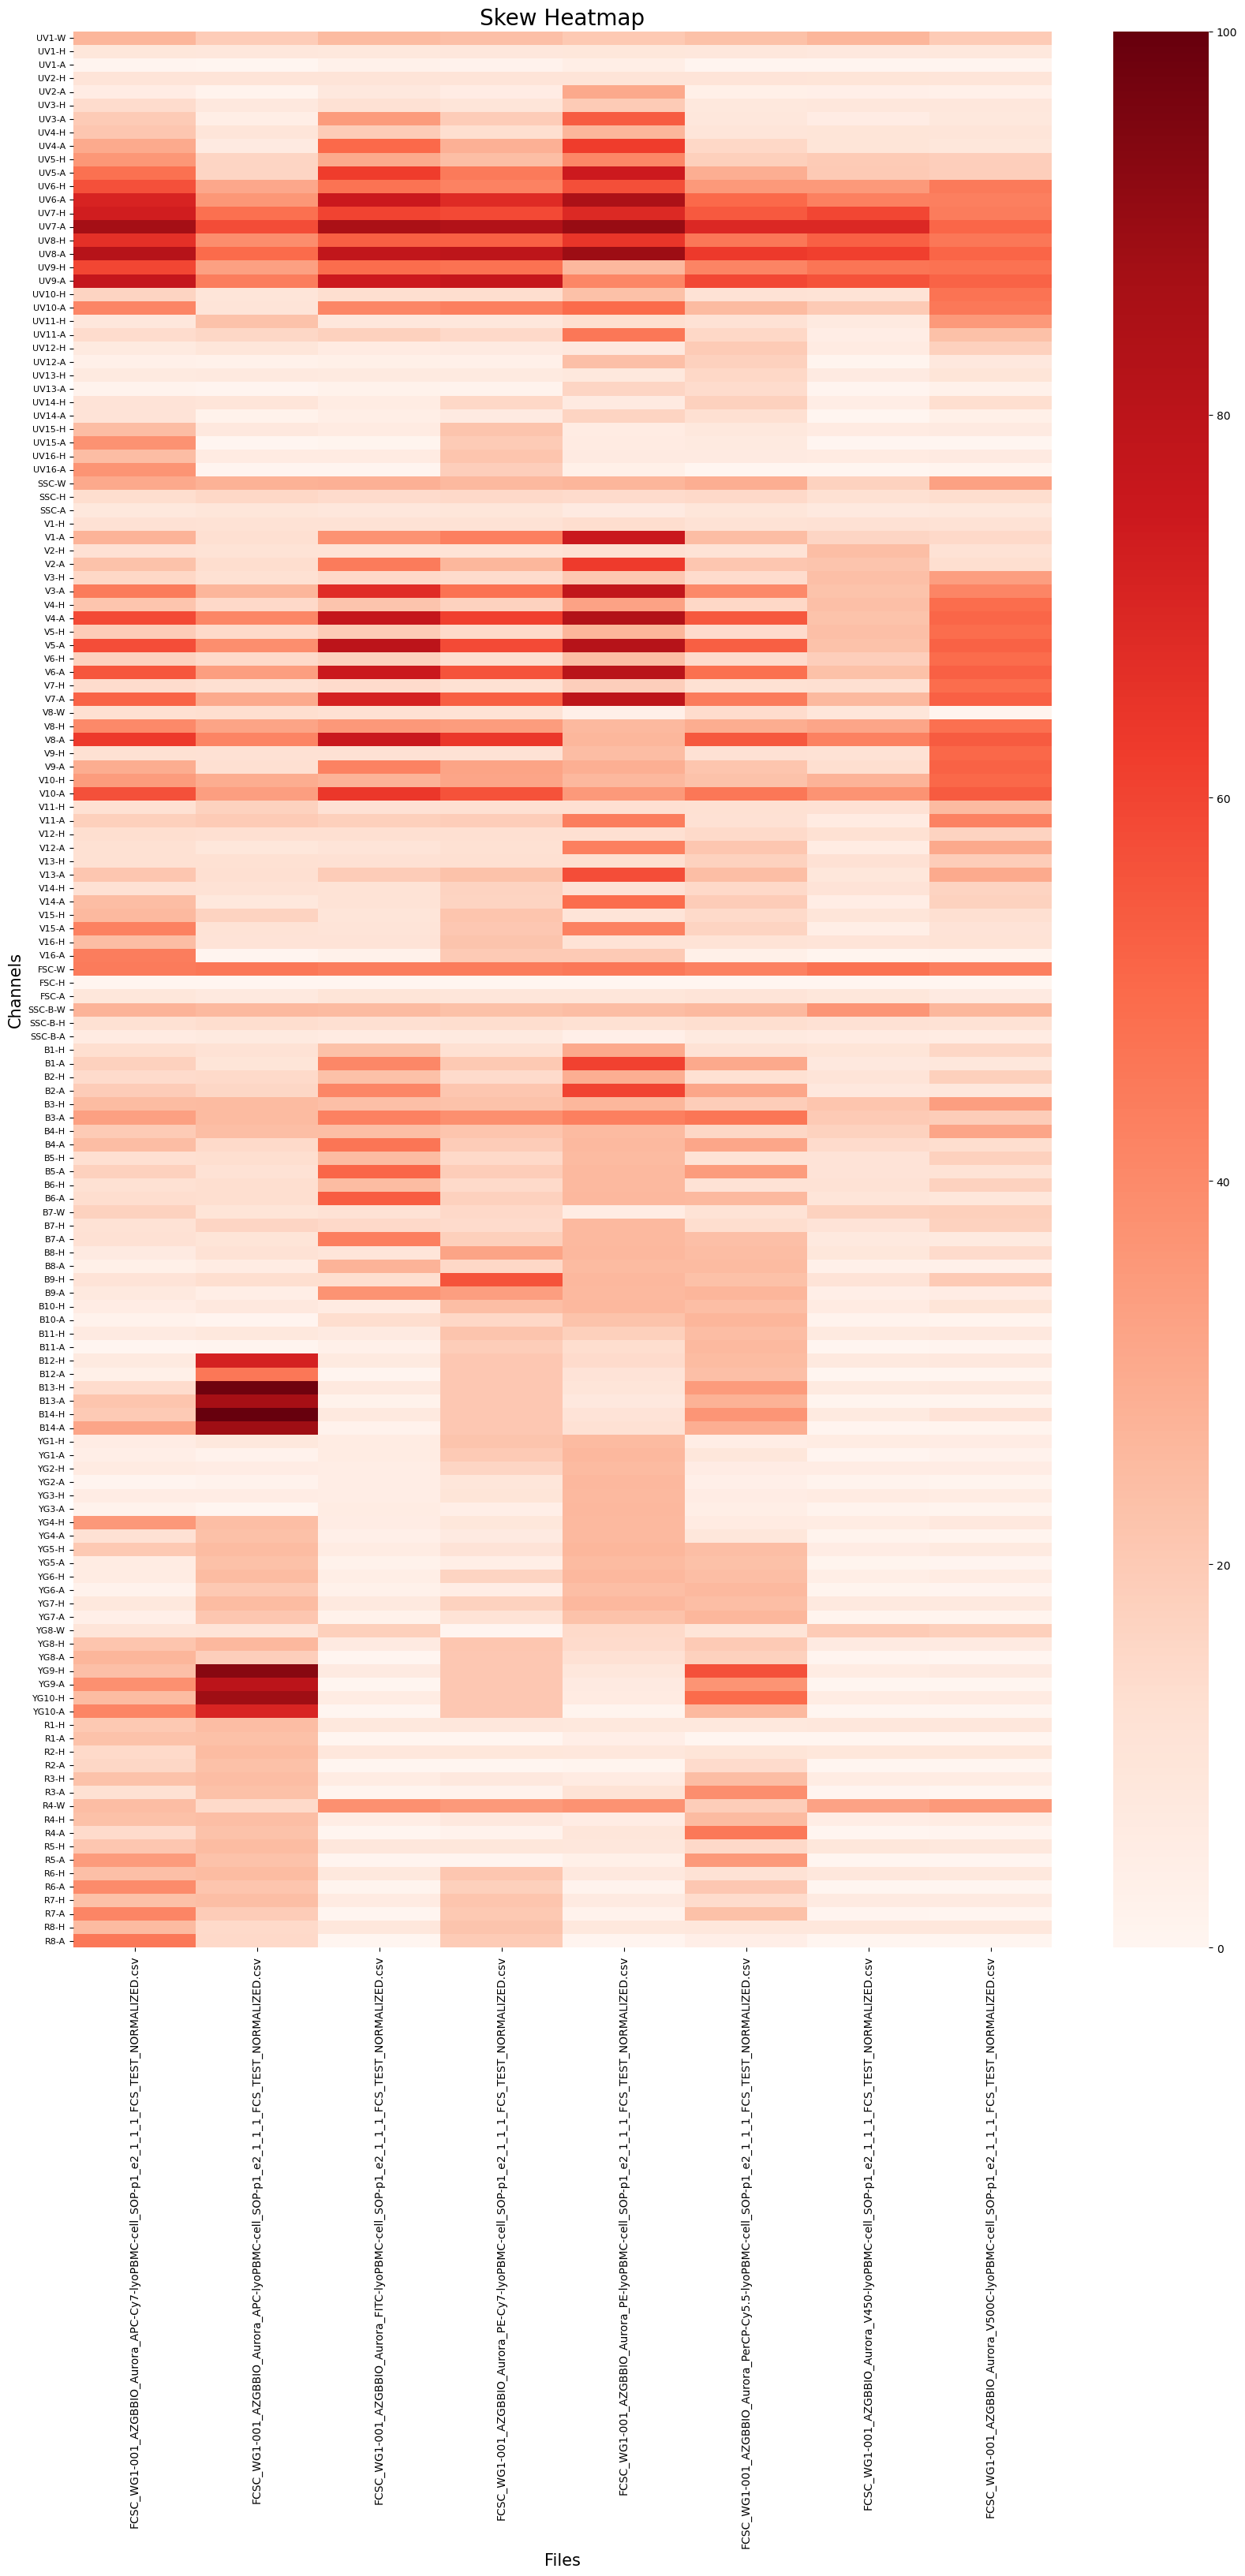 Skew Heatmap
Channels
UV1-W
UV1-H
UV1-A
UV2-H
UV2-A
UV3-H
UV3-A
UV4-H
UV4-A
UV5-H
UV5-A
UV6-H
UV6-A
UV7-H
UV7-A
UV8-H
UV8-A
UV9-H
UV9-A
UV10-H
UV10-A
UV11-H
UV11-A
UV12-H
UV12-A
UV13-H
UV13-A
UV14-H
UV14-A
UV15-H
UV15-A
UV16-H
UV16-A
SSC-W
SSC-H
SSC-A
V1-H
V1-A
V2-H
V2-A
V3-H
V3-A
V4-H
V4-A
V5-H
V5-A
V6-H
V6-A
V7-H
V7-A
V8-W
V8-H
V8-A
V9-H
V9-A
V10-H
V10-A
V11-H
V11-A
V12-H
V12-A
V13-H
V13-A
V14-H
V14-A
V15-H
V15-A
V16-H
V16-A
FSC-W
FSC-H
FSC-A
SSC-B-W
SSC-B-H
SSC-B-A
B1-H
B1-A
B2-H
B2-A
B3-H
B3-A
B4-H
B4-A
B5-H
B5-A
B6-H
B6-A
B7-W
B7-H
B7-A
B8-H
B8-A
B9-H
B9-A
B10-H
B10-A
B11-H
B11-A
B12-H
B12-A
B13-H
B13-A
B14-H
B14-A
YG1-H
YG1-A
YG2-H
YG2-A
YG3-H
YG3-A
YG4-H
YG4-A
YG5-H
YG5-A
YG6-H
YG6-A
YG7-H
YG7-A
YG8-W
YG8-H
YG8-A
YG9-H
YG9-A
YG10-H
YG10-A
R1-H
R1-A
R2-H
R2-A
R3-H
R3-A
R4-W
R4-H
R4-A
R5-H
R5-A
R6-H
R6-A
R7-H
R7-A
R8-H
R8-A
100
80
60
40
20
0
FCSC_WG1-001_AZGBBIO_Aurora_APC-Cy7-lyoPBMC-cell_SOP-p1_e2_1_1_1_FCS_TEST_NORMALIZED.csv
FCSC_WG1-001_AZGBBIO_Aurora_APC-lyoPBMC-cell_SOP-p1_e2_1_1_1_FCS_TEST_NORMALIZED.csv
FCSC_WG1-001_AZGBBIO_Aurora_FITC-lyoPBMC-cell_SOP-p1_e2_1_1_1_FCS_TEST_NORMALIZED.csv
FCSC_WG1-001_AZGBBIO_Aurora_PE-Cy7-lyoPBMC-cell_SOP-p1_e2_1_1_1_FCS_TEST_NORMALIZED.csv
FCSC_WG1-001_AZGBBIO_Aurora_PE-lyoPBMC-cell_SOP-p1_e2_1_1_1_FCS_TEST_NORMALIZED.csv
FCSC_WG1-001_AZGBBIO_Aurora_PerCP-Cy5.5-lyoPBMC-cell_SOP-p1_e2_1_1_1_FCS_TEST_NORMALIZED.csv
FCSC_WG1-001_AZGBBIO_Aurora_V450-lyoPBMC-cell_SOP-p1_e2_1_1_1_FCS_TEST_NORMALIZED.csv
FCSC_WG1-001_AZGBBIO_Aurora_V500C-lyoPBMC-cell_SOP-p1_e2_1_1_1_FCS_TEST_NORMALIZED.csv
Files